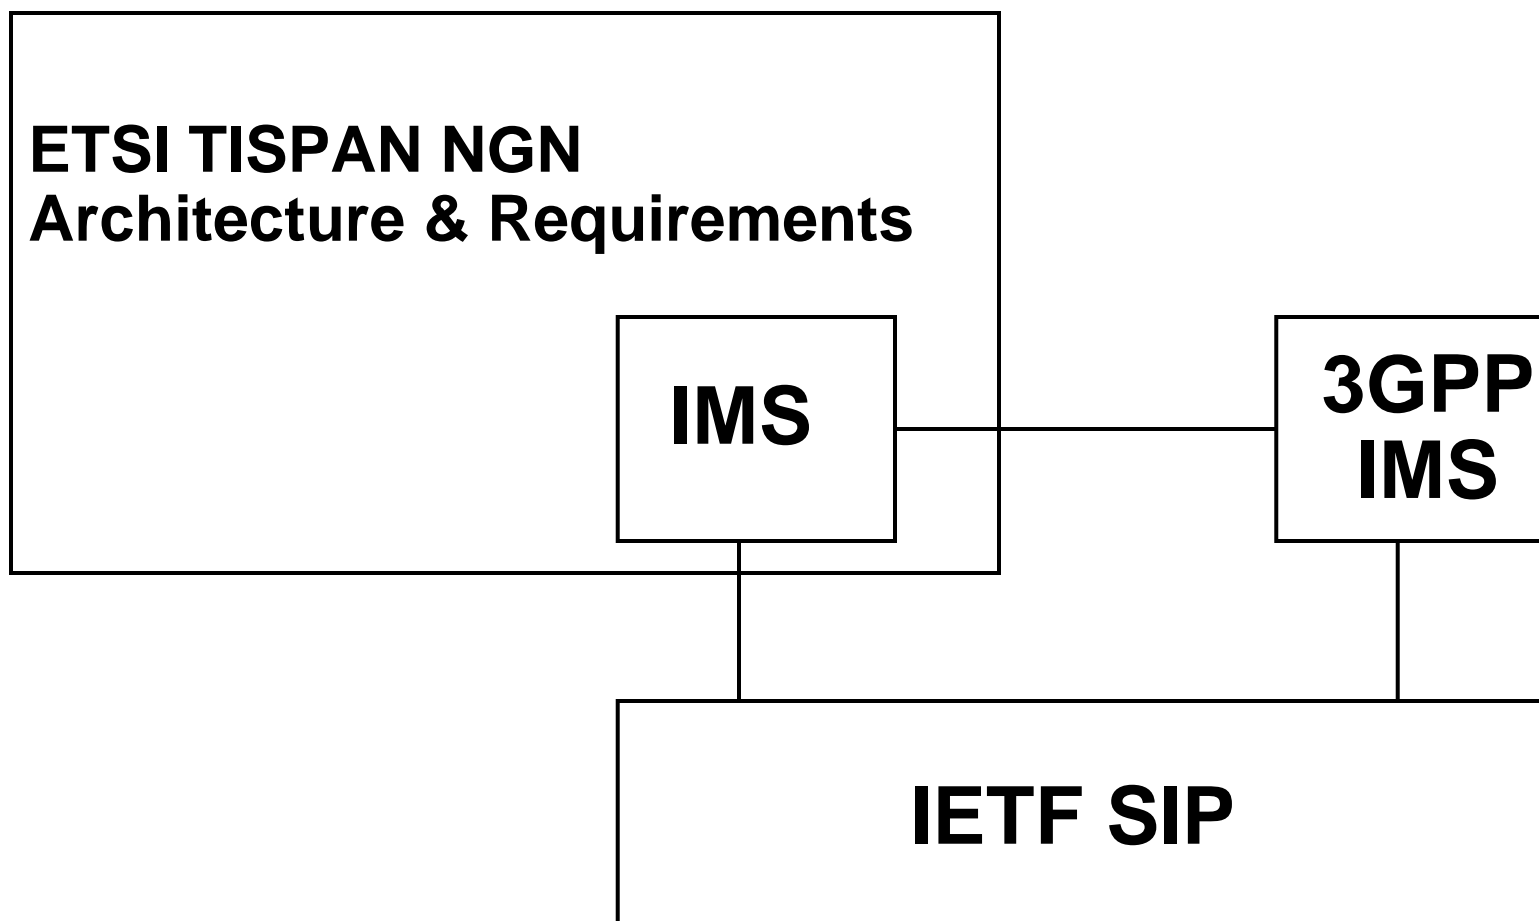 ETSI TISPAN NGN
Architecture & Requirements
IMS
3GPP
IMS
IETF SIP